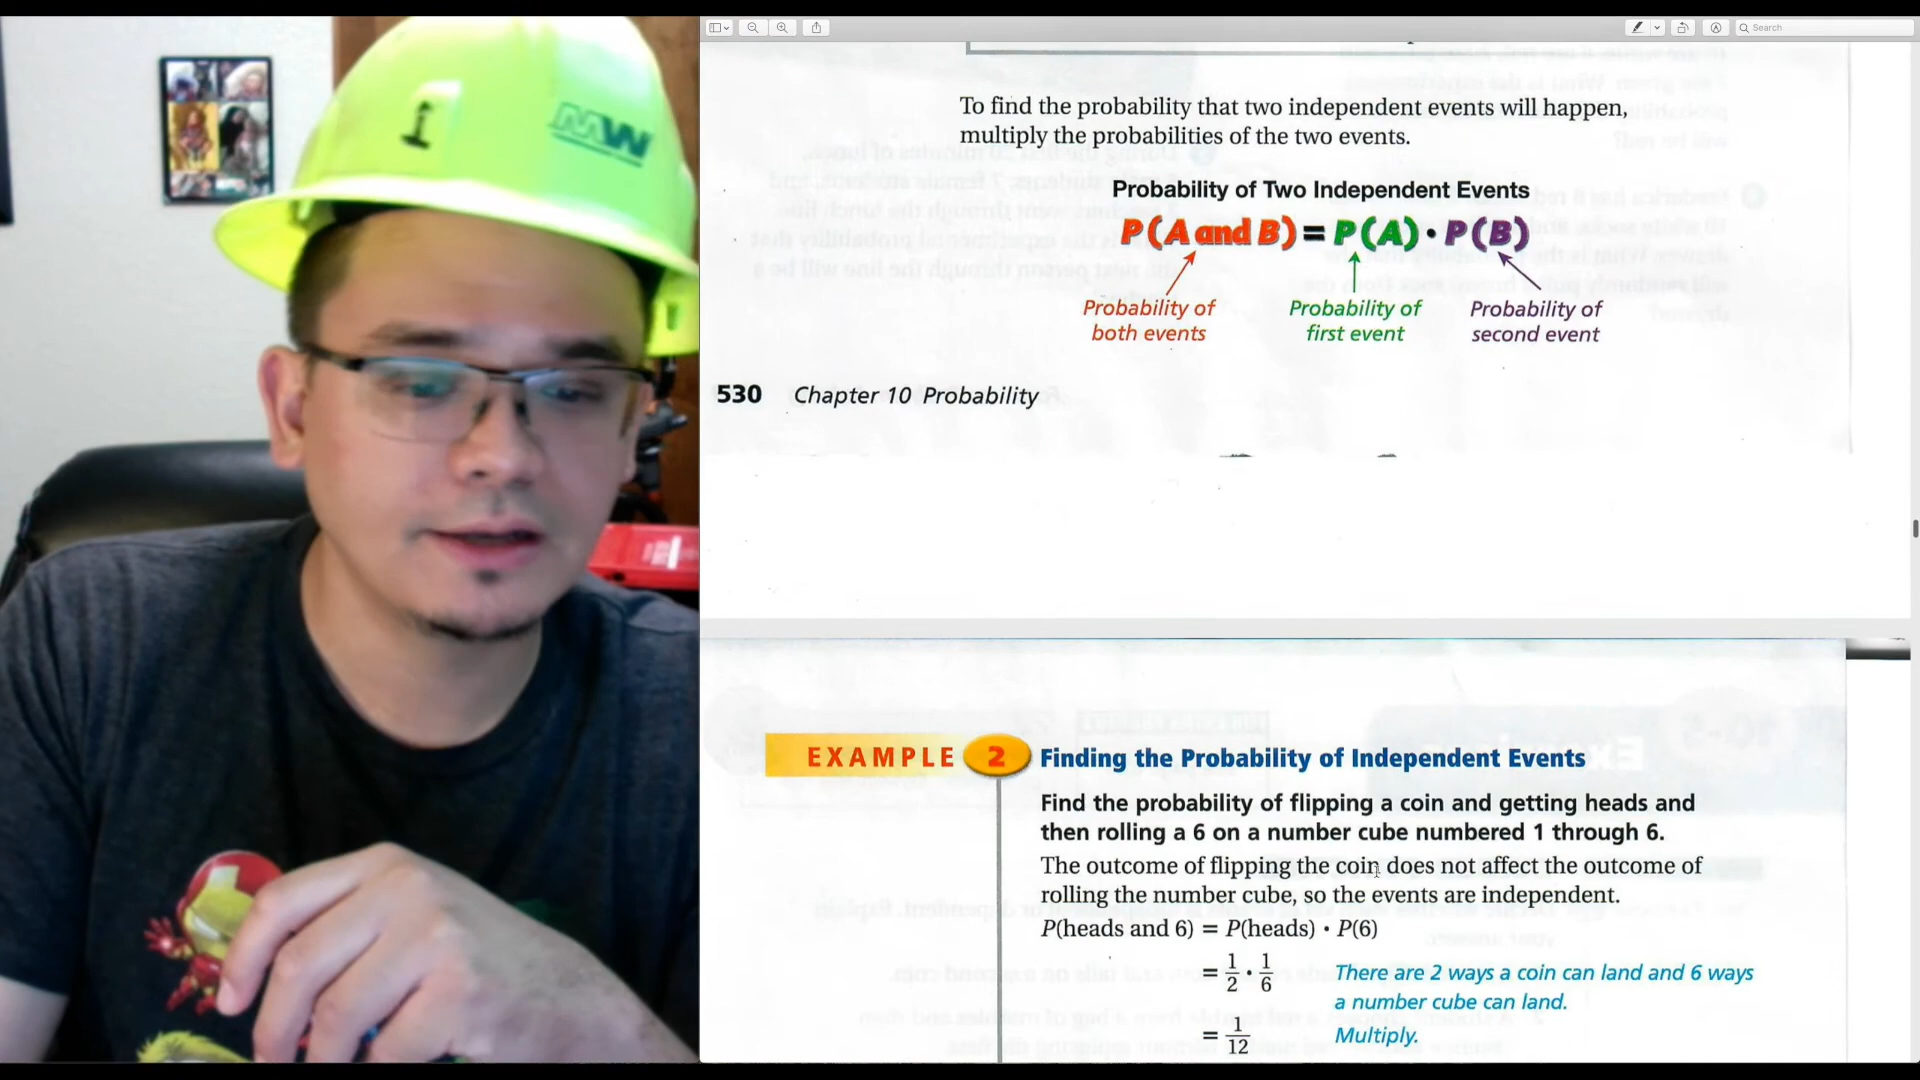 i
MW
Search
To find the probability that two independent events will happen,
multiply the probabilities of the two events.
Probability of Two Independent Events
P(A and B) = P(A) · P(B)
Probability of
both events
Probability of
first event
Probability of
second event
530 Chapter 10 Probability
EXAMPLE 2 Finding the Probability of Independent Events
Find the probability of flipping a coin and getting heads and
then rolling a 6 on a number cube numbered 1 through 6.
The outcome of flipping the coin does not affect the outcome of
rolling the number cube, so the events are independent.
P(heads and 6) = P(heads) · P(6)
= 1/2 · 1/6
There are 2 ways a coin can land and 6 ways
a number cube can land.
= 1/12
Multiply.